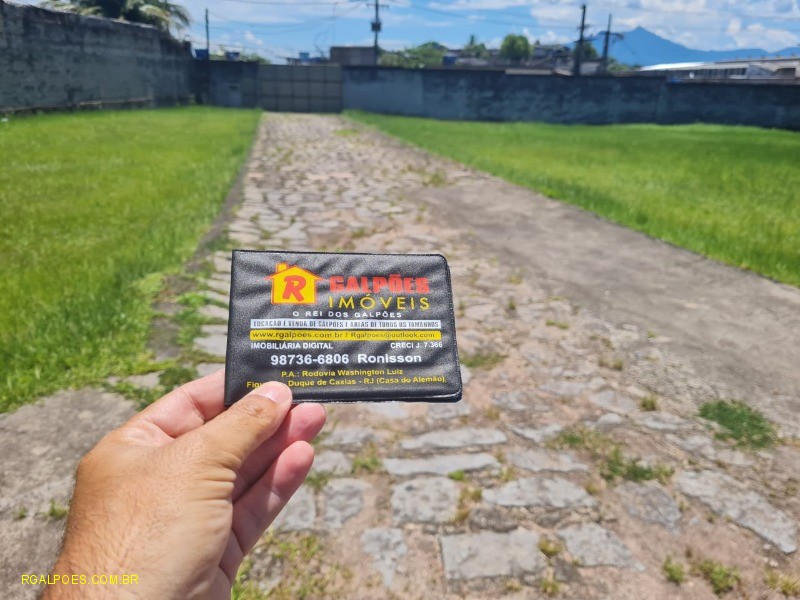 R GALPÕES
IMÓVEIS
O REI DOS GALPÕES
LOCAÇÃO E VENDA DE GALPÕES E ÁREAS DE TODOS OS TAMANHOS
www.rgalpoes.com.br / Rgalpoes@outlook.com
IMOBILIÁRIA DIGITAL CRECI J. 7.366
98736-6806 Ronisson
P.A.: Rodovia Washington Luiz
Duque de Caxias - RJ (Casa do Alemão)
RGALPOES.COM.BR